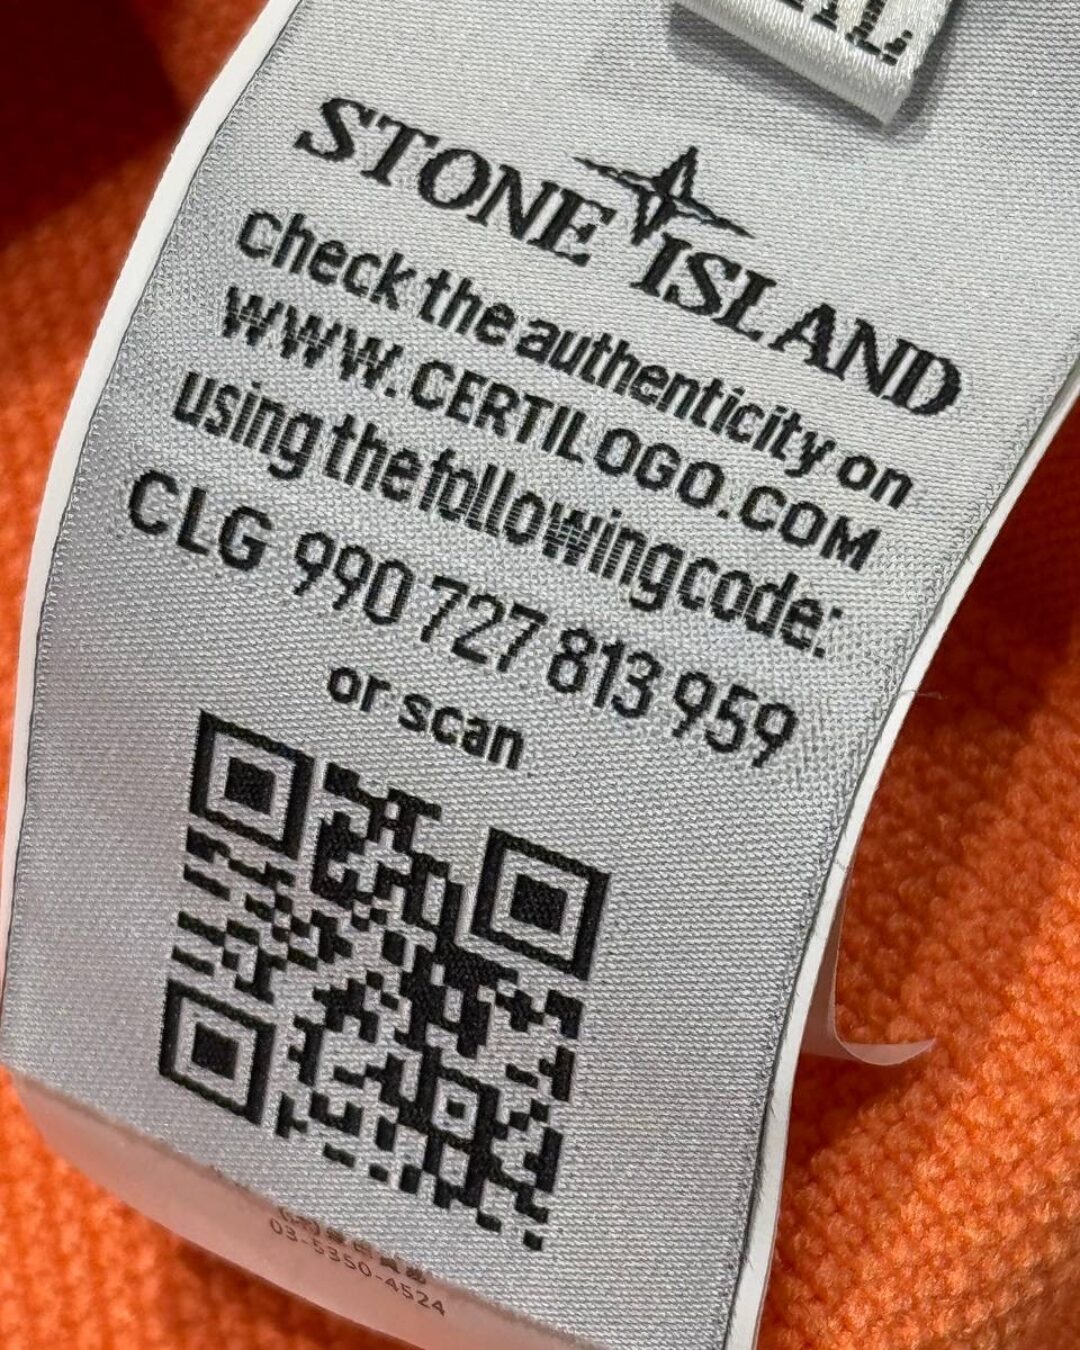 STONE ISLAND
check the authenticity on
WWW.CERTILOGO.COM
using the following code:
CLG 990 727 813 959
or scan
03-5350-4524